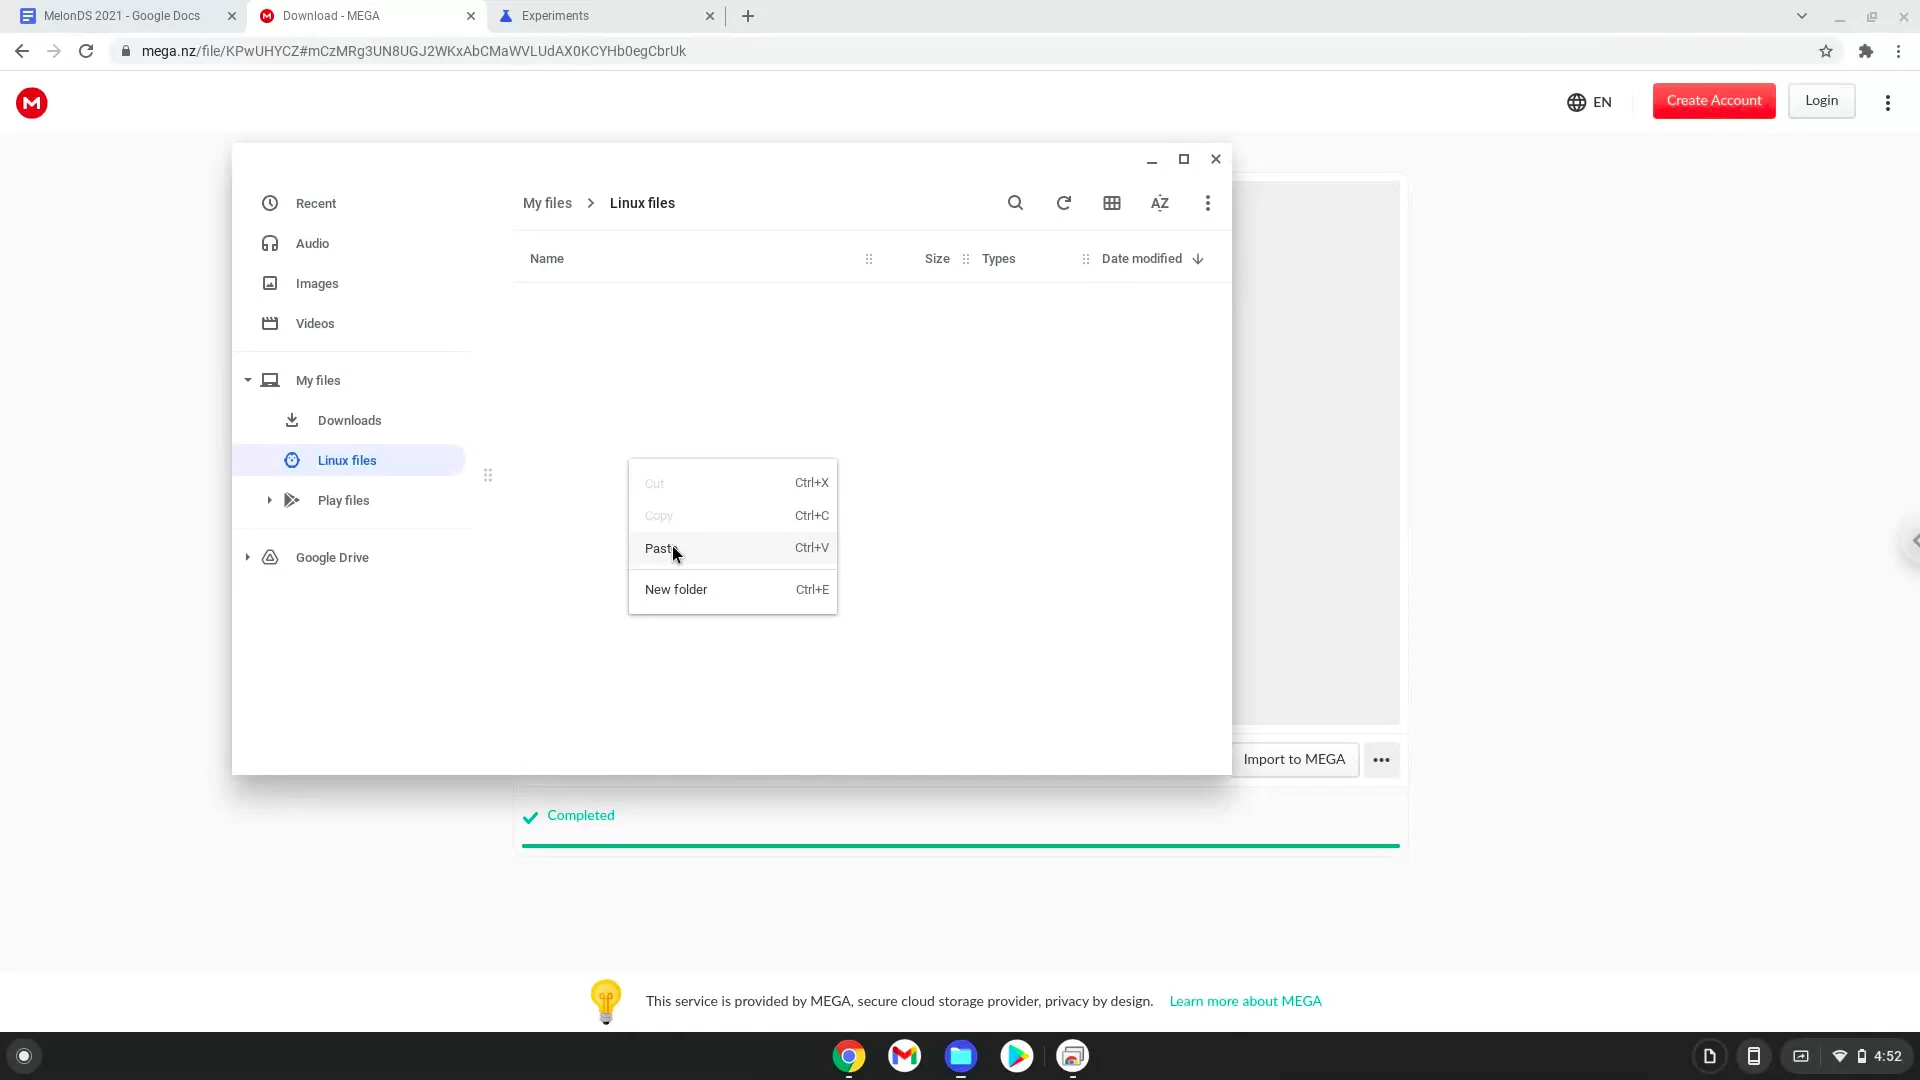 MelonDS 2021 - Google Docs
Download - MEGA
Experiments
mega.nz/file/KPwUHYCZ#mCzMRg3UN8UGJ2WKxAbCMaWVLUdAX0KCYHb0egCbrUk
EN
Create Account
Login
Recent
Audio
Images
Videos
My files
Downloads
Linux files
Play files
Google Drive
My files
Linux files
AZ
Name
Size
Types
Date modified
Cut Ctrl+X
Copy Ctrl+C
Paste Ctrl+V
New folder Ctrl+E
Import to MEGA
Completed
This service is provided by MEGA, secure cloud storage provider, privacy by design. Learn more about MEGA
4:52